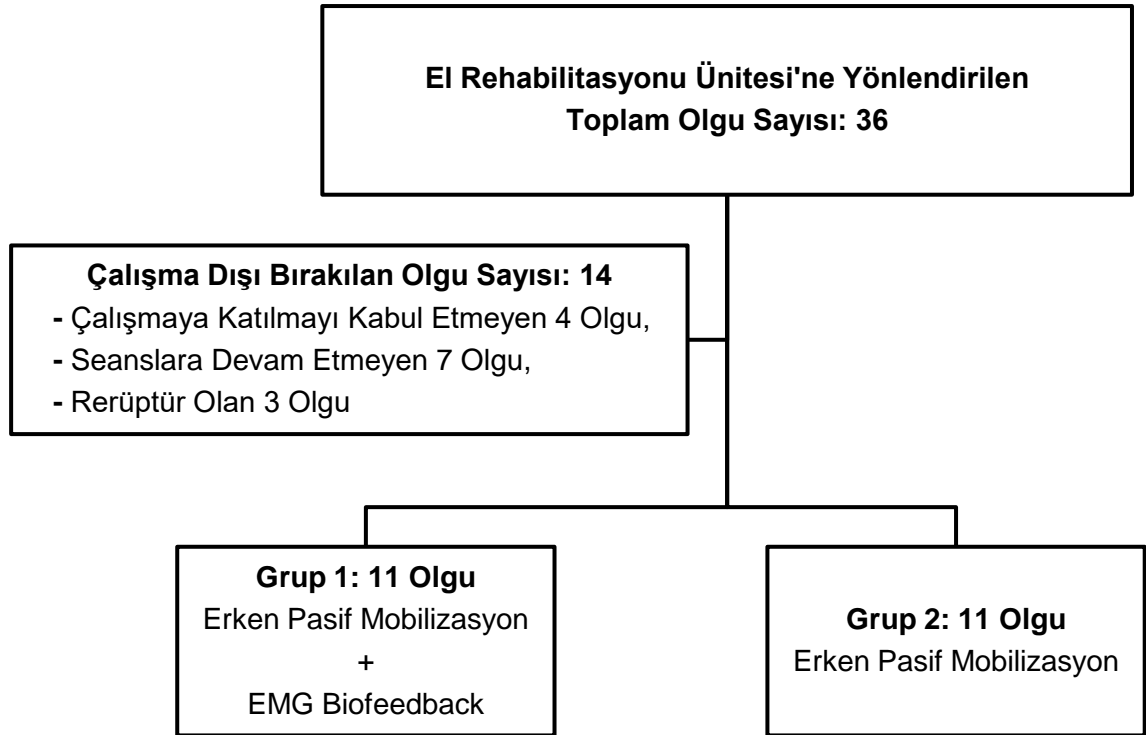 El Rehabilitasyonu Ünitesi'ne Yönlendirilen
Toplam Olgu Sayısı: 36
Çalışma Dışı Bırakılan Olgu Sayısı: 14
- Çalışmaya Katılmayı Kabul Etmeyen 4 Olgu,
- Seanslara Devam Etmeyen 7 Olgu,
- Rerüptür Olan 3 Olgu
Grup 1: 11 Olgu
Erken Pasif Mobilizasyon
+
EMG Biofeedback
Grup 2: 11 Olgu
Erken Pasif Mobilizasyon